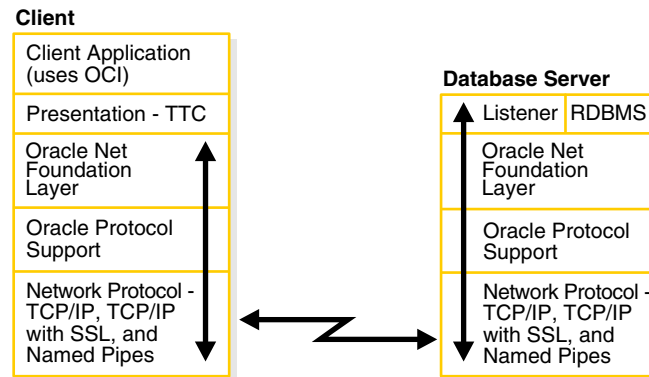 Client
Client Application
(uses OCI)
Presentation - TTC
Oracle Net
Foundation
Layer
Oracle Protocol
Support
Network Protocol -
TCP/IP, TCP/IP
with SSL, and
Named Pipes
Database Server
Listener
RDBMS
Oracle Net
Foundation
Layer
Oracle Protocol
Support
Network Protocol -
TCP/IP, TCP/IP
with SSL, and
Named Pipes